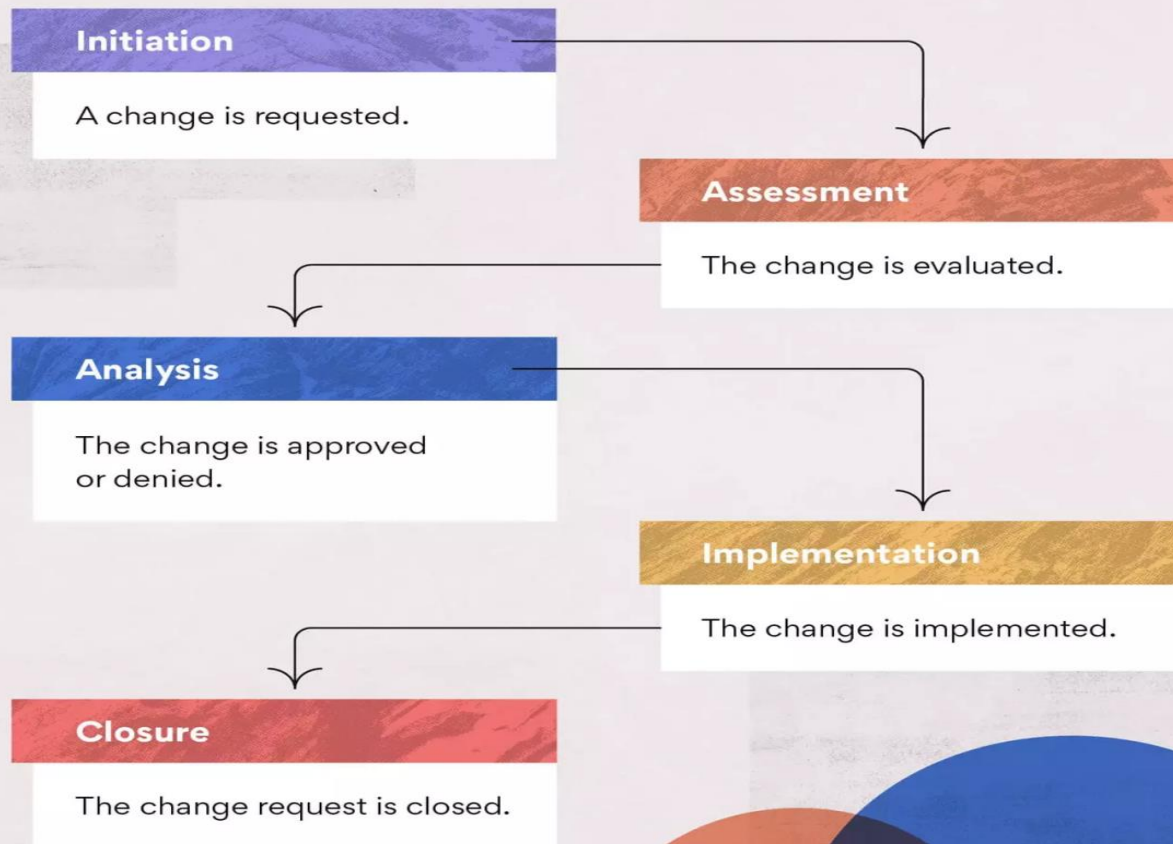 Initiation
A change is requested.
Assessment
The change is evaluated.
Analysis
The change is approved
or denied.
Implementation
The change is implemented.
Closure
The change request is closed.